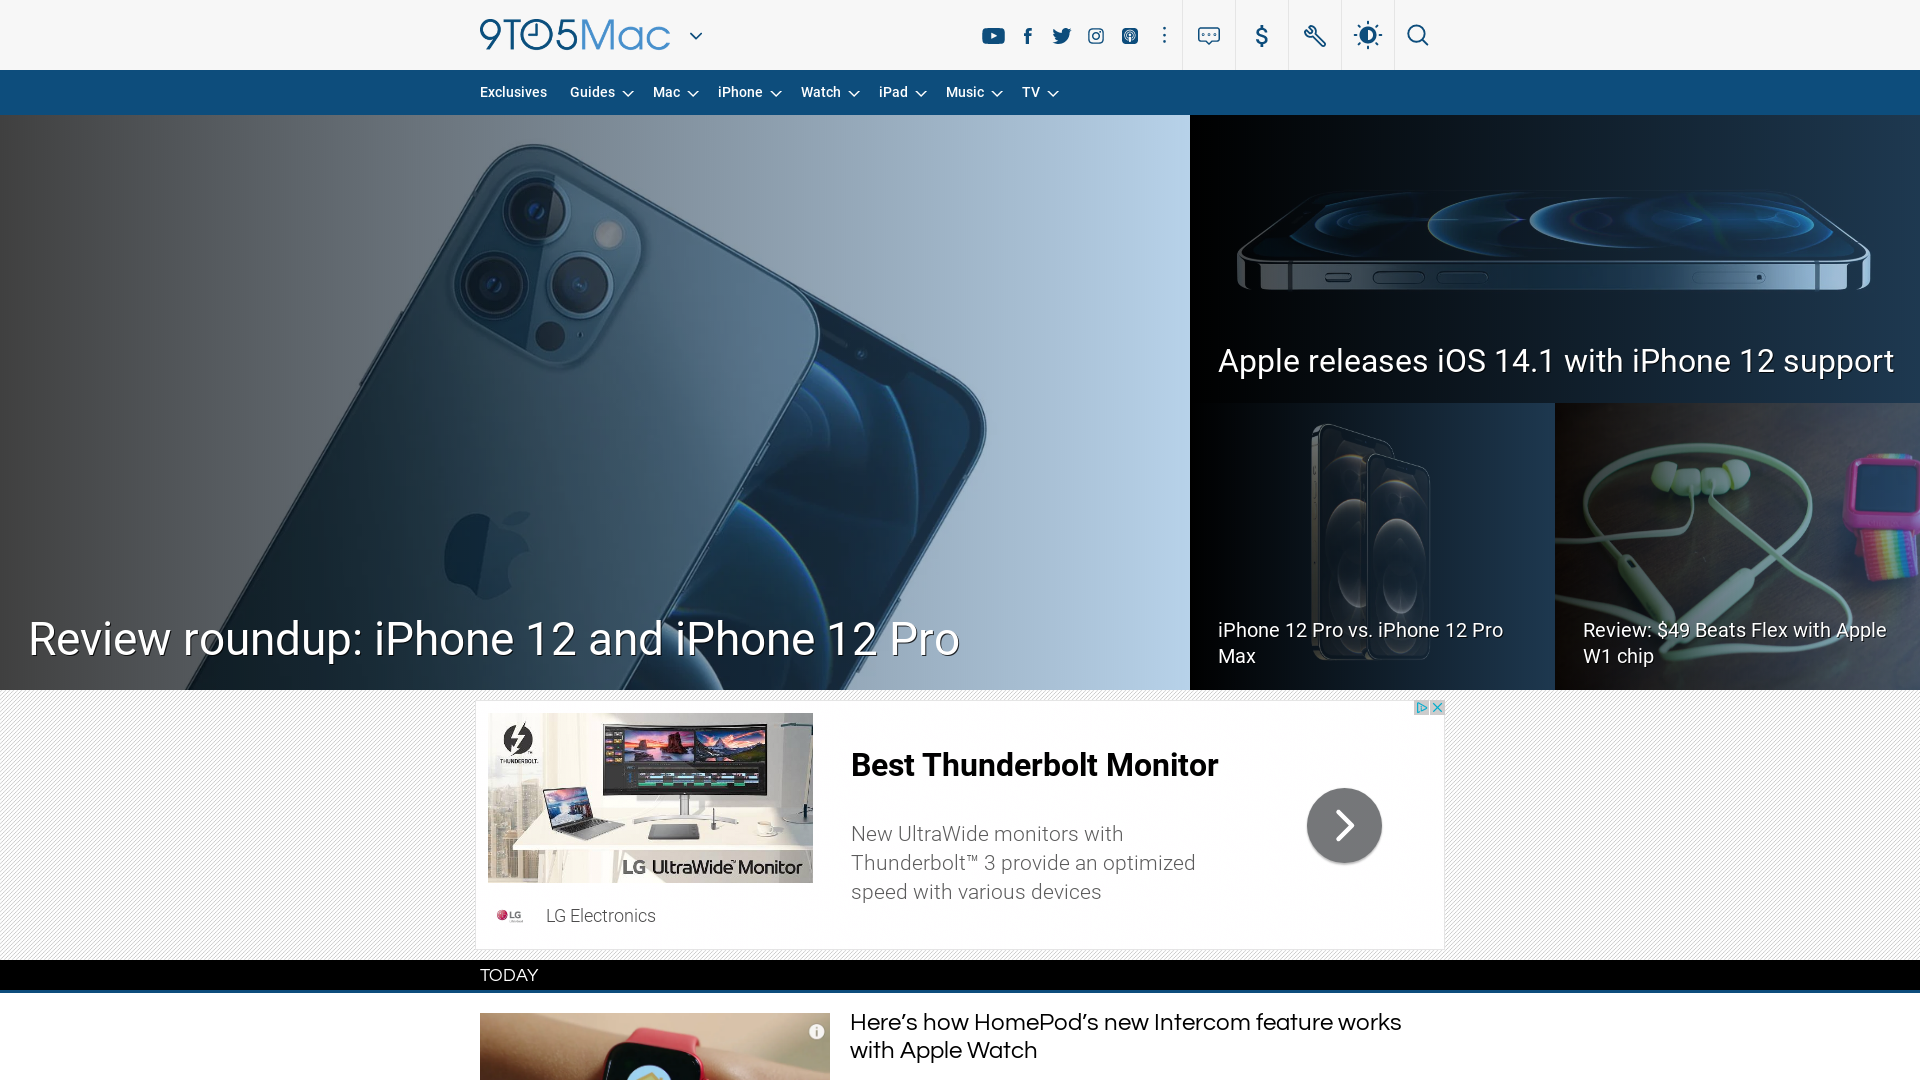 9TO5Mac
Exclusives Guides Mac iPhone Watch iPad Music TV
Review roundup: iPhone 12 and iPhone 12 Pro
Apple releases iOS 14.1 with iPhone 12 support
iPhone 12 Pro vs. iPhone 12 Pro
Max
Review: $49 Beats Flex with Apple
W1 chip
THUNDERBOLT™
LG UltraWide™ Monitor
LG
LG Electronics
Best Thunderbolt Monitor
New UltraWide monitors with
Thunderbolt™ 3 provide an optimized
speed with various devices
TODAY
Here’s how HomePod’s new Intercom feature works
with Apple Watch